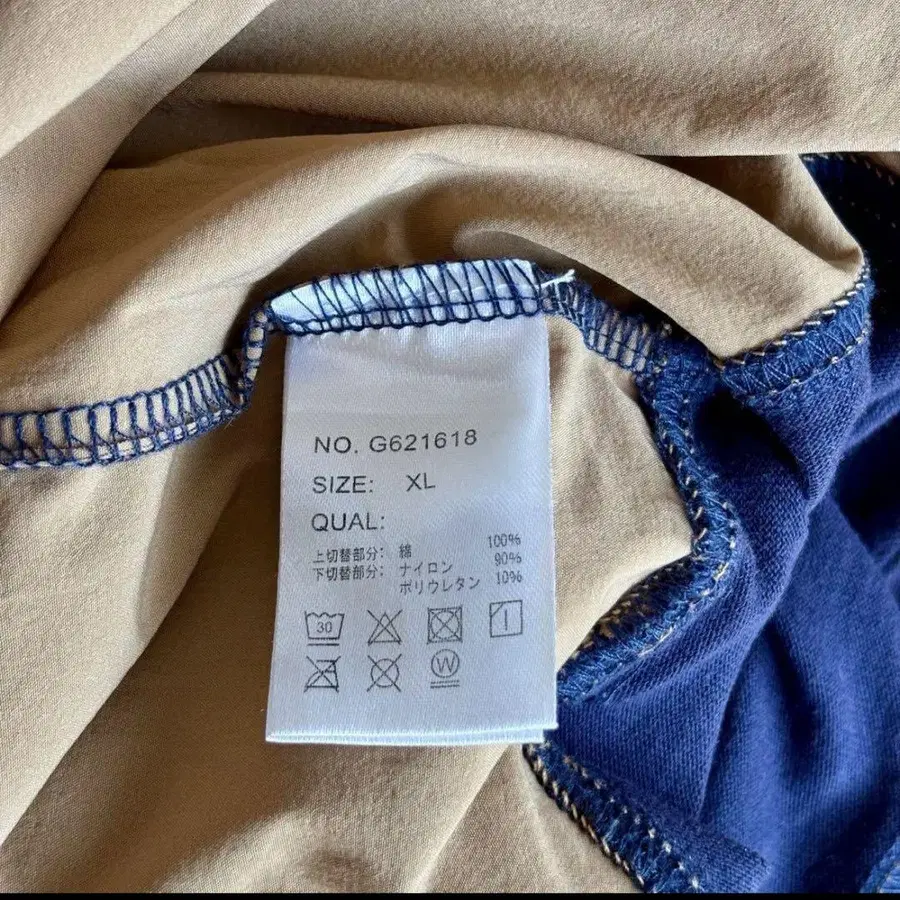 NO. G621618
SIZE: XL
QUAL:
上切替部分: 綿 100%
下切替部分: ナイロン 90%
ポリウレタン 10%
30
W